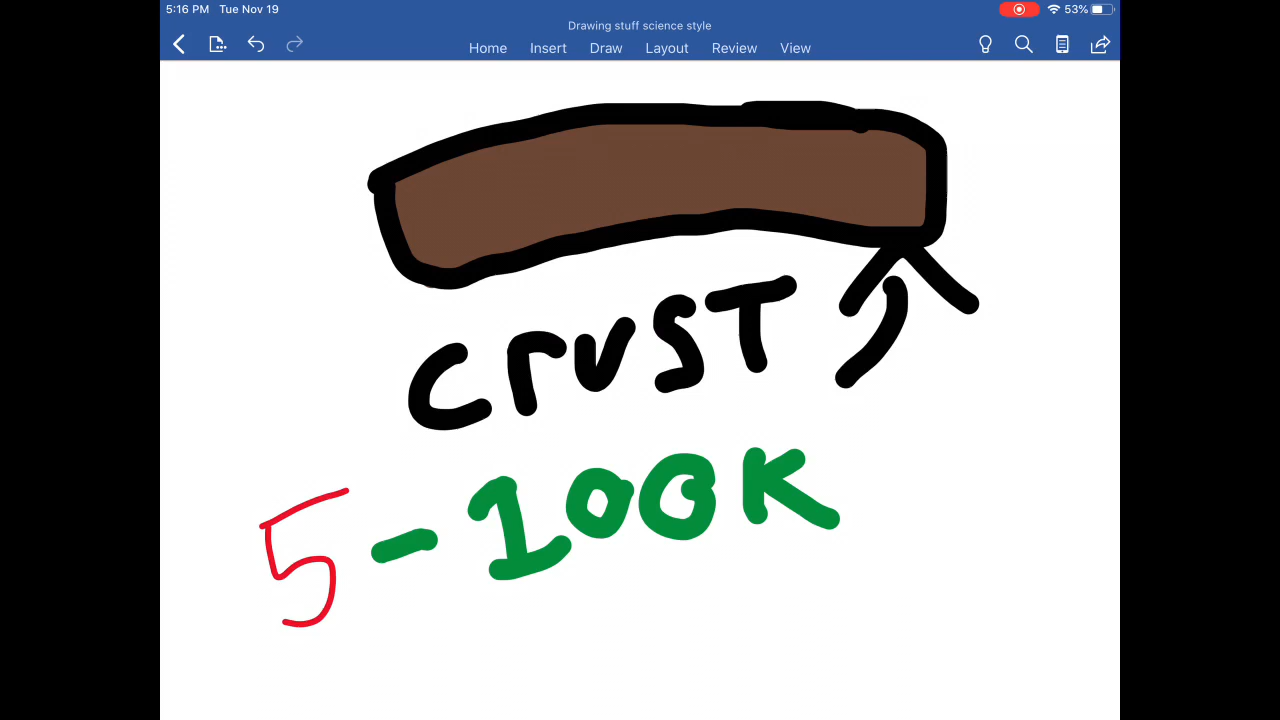 5:16 PM Tue Nov 19 53%
Drawing stuff science style
Home Insert Draw Layout Review View
CrUST
5-100K